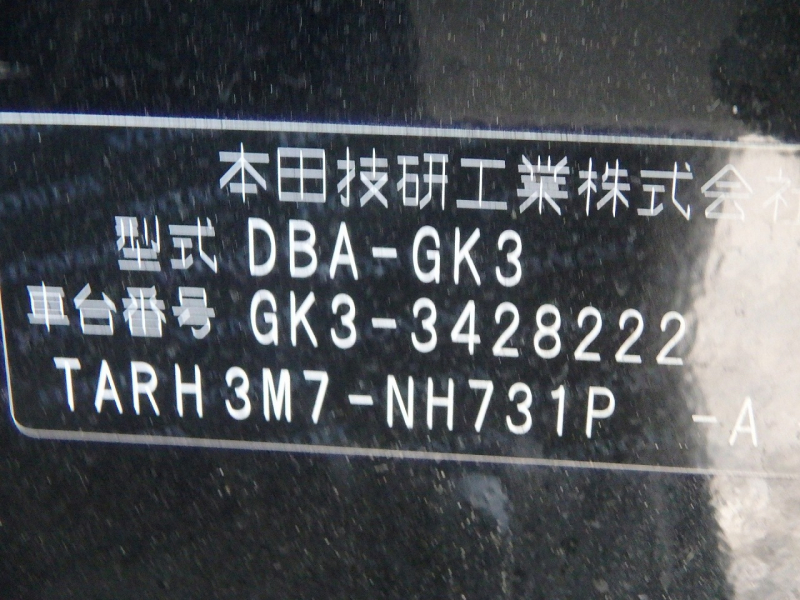 本田技研工業株式会社
型式 DBA-GK3
車台番号 GK3-3428222
TARH3M7-NH731P -A